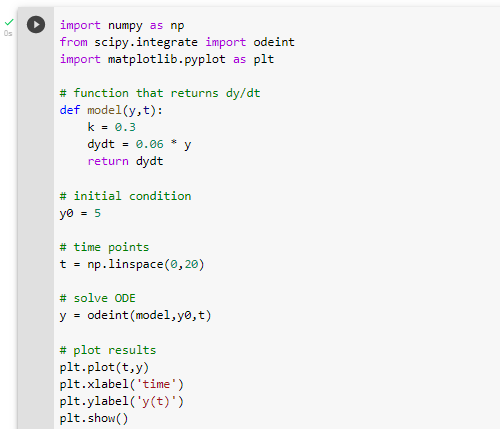 0s
import numpy as np
from scipy.integrate import odeint
import matplotlib.pyplot as plt

# function that returns dy/dt
def model(y,t):
    k = 0.3
    dydt = 0.06 * y
    return dydt

# initial condition
y0 = 5

# time points
t = np.linspace(0,20)

# solve ODE
y = odeint(model,y0,t)

# plot results
plt.plot(t,y)
plt.xlabel('time')
plt.ylabel('y(t)')
plt.show()